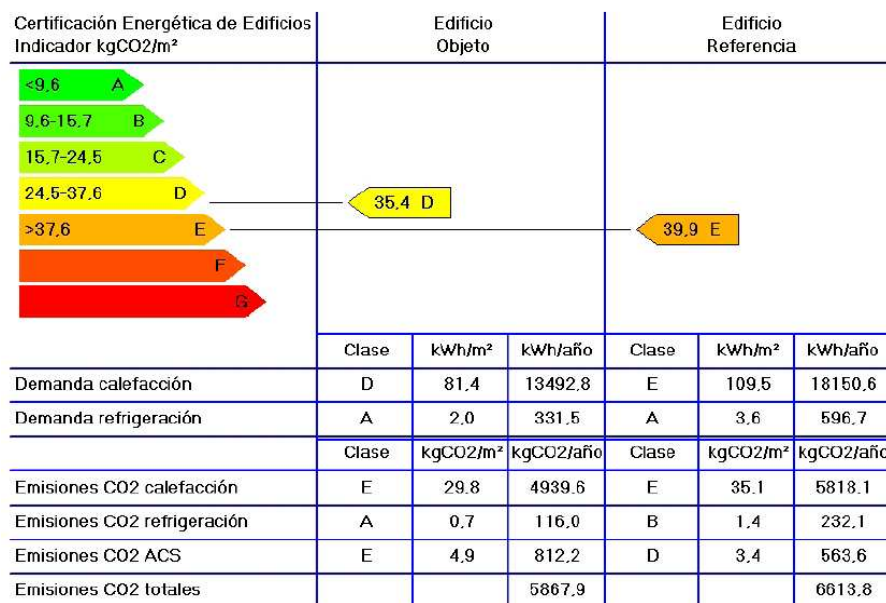 Certificación Energética de Edificios
Indicador kgCO2/m²
Edificio
Objeto
Edificio
Referencia
<9,6 A
9,6-15,7 B
15,7-24,5 C
24,5-37,6 D
35,4 D
>37,6 E
39,9 E
F
G
Clase kWh/m² kWh/año Clase kWh/m² kWh/año
Demanda calefacción D 81,4 13492,8 E 109,5 18150,6
Demanda refrigeración A 2,0 331,5 A 3,6 596,7
Clase kgCO2/m² kgCO2/año Clase kgCO2/m² kgCO2/año
Emisiones CO2 calefacción E 29,8 4939,6 E 35,1 5818,1
Emisiones CO2 refrigeración A 0,7 116,0 B 1,4 232,1
Emisiones CO2 ACS E 4,9 812,2 D 3,4 563,6
Emisiones CO2 totales 5867,9 6613,8